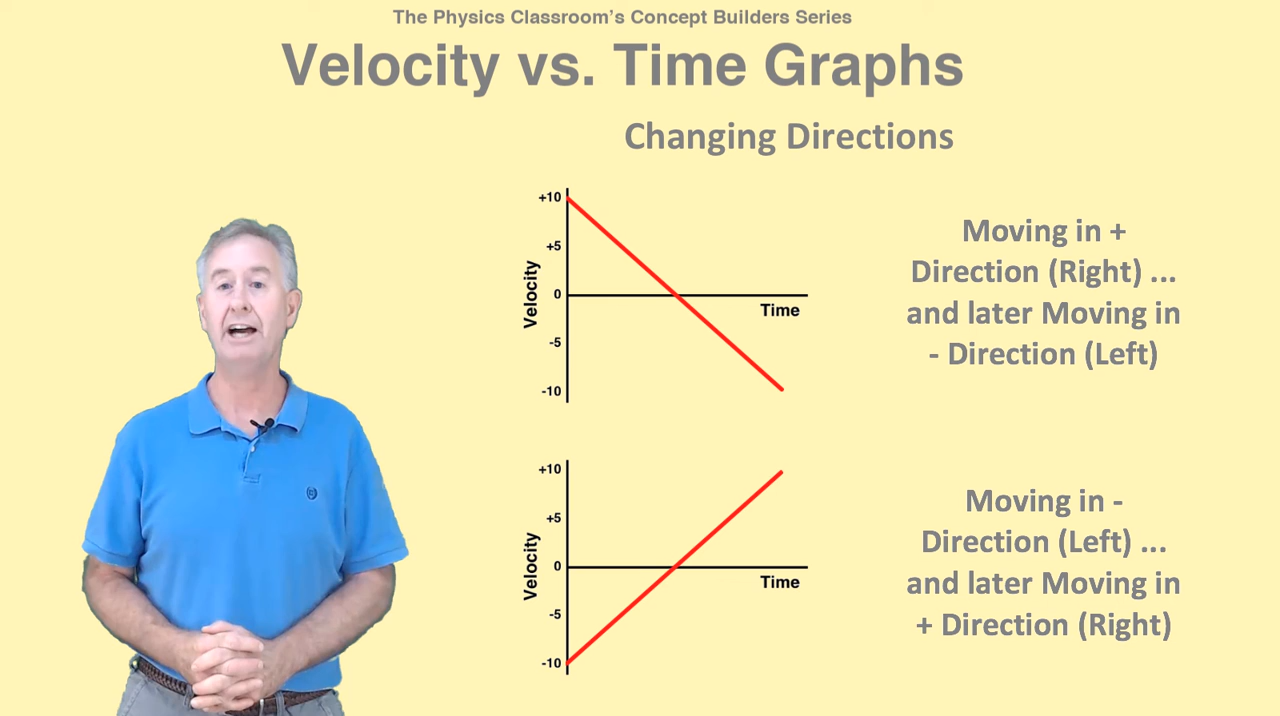 The Physics Classroom's Concept Builders Series
Velocity vs. Time Graphs
Changing Directions
+10
+5
0
-5
-10
Velocity
Time
Moving in +
Direction (Right) ...
and later Moving in
- Direction (Left)
+10
+5
0
-5
-10
Velocity
Time
Moving in -
Direction (Left) ...
and later Moving in
+ Direction (Right)